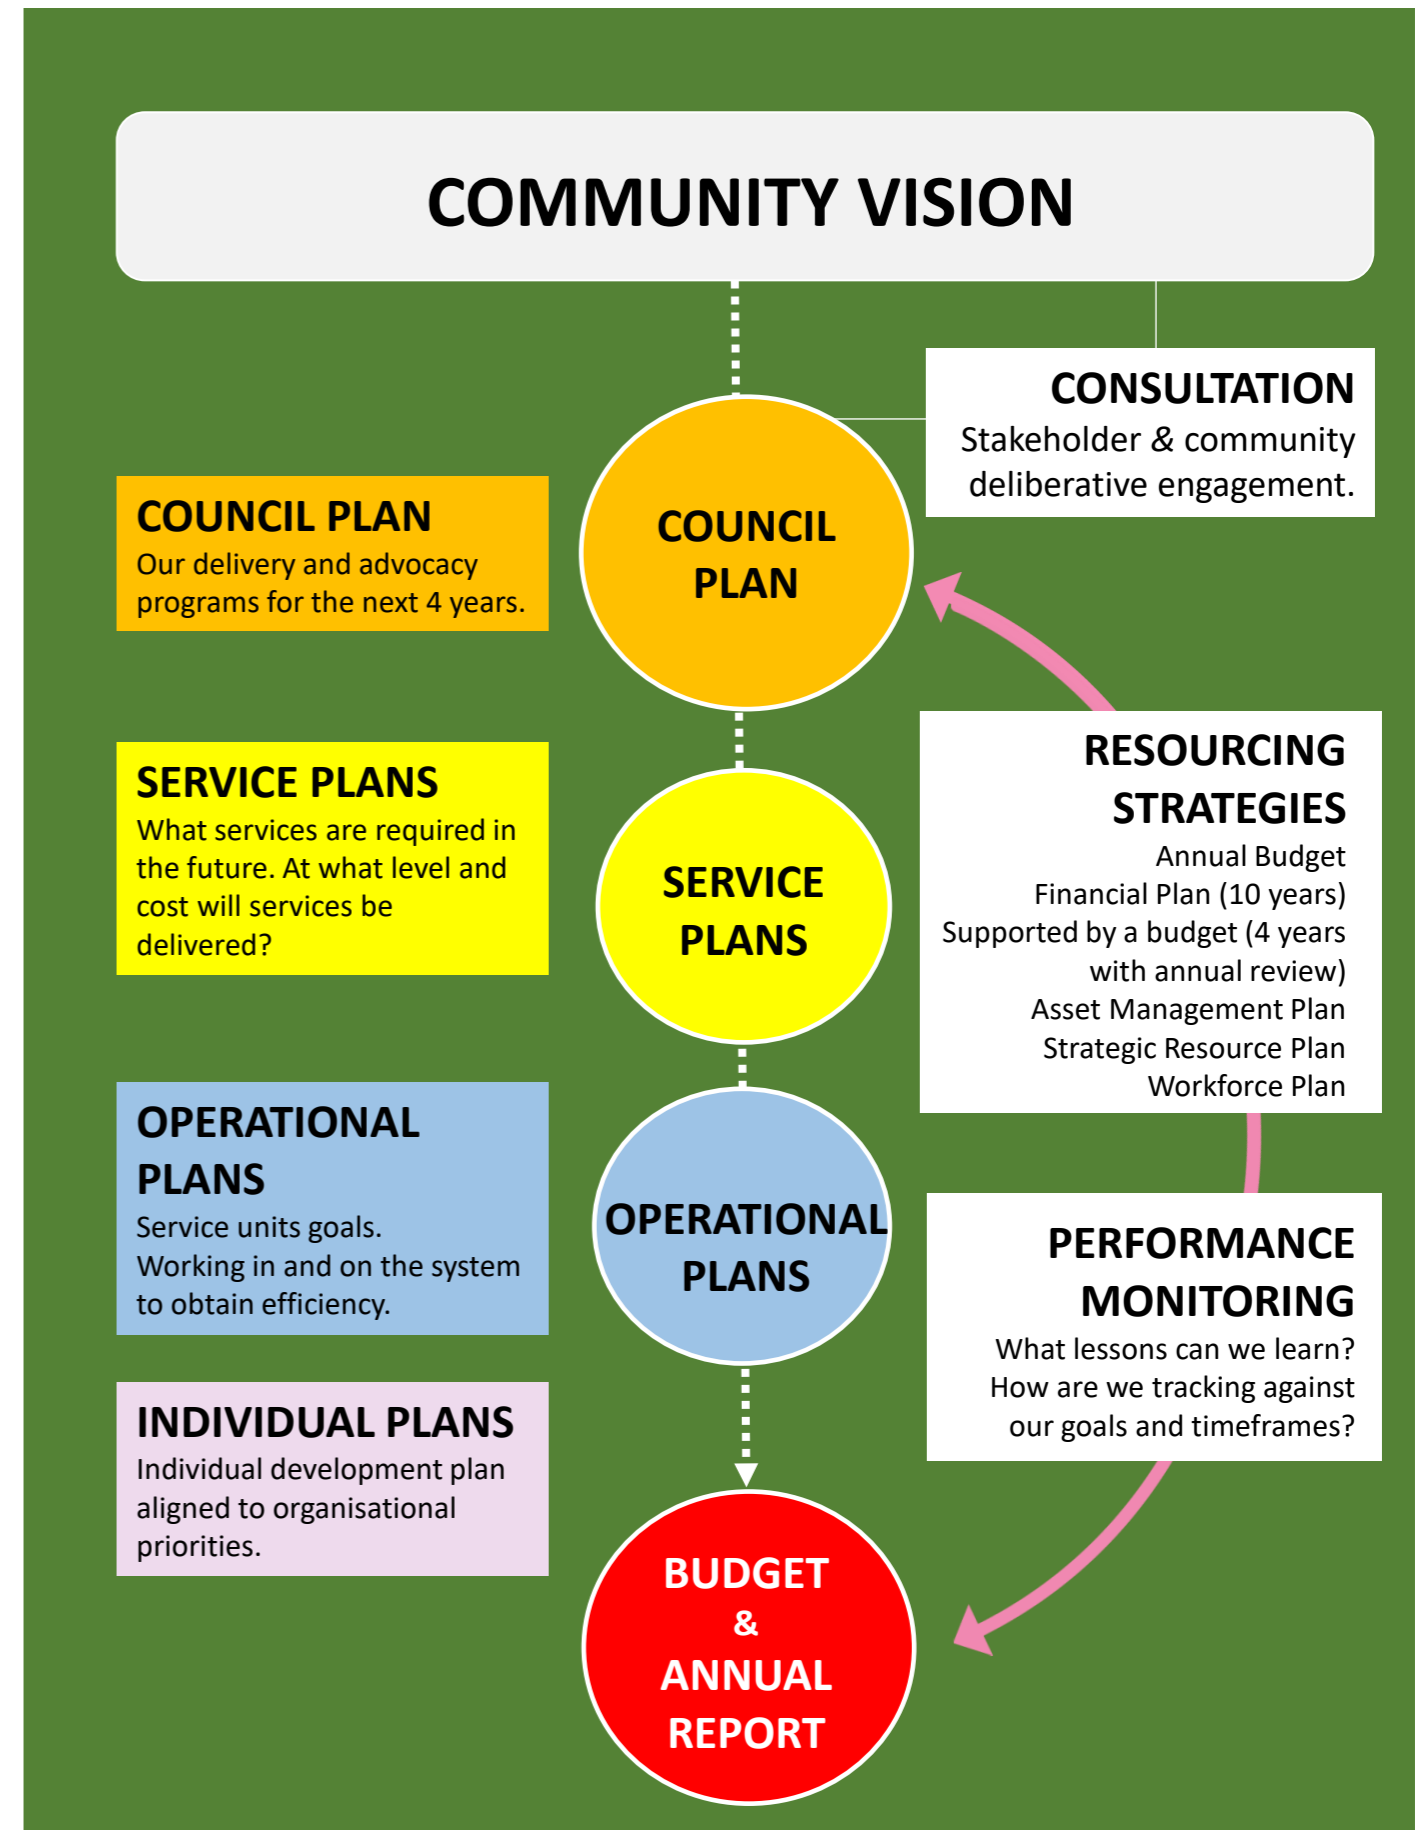 COMMUNITY VISION
CONSULTATION
Stakeholder & community
deliberative engagement.
COUNCIL PLAN
Our delivery and advocacy
programs for the next 4 years.
COUNCIL
PLAN
SERVICE PLANS
What services are required in
the future. At what level and
cost will services be
delivered?
SERVICE
PLANS
RESOURCING
STRATEGIES
Annual Budget
Financial Plan (10 years)
Supported by a budget (4 years
with annual review)
Asset Management Plan
Strategic Resource Plan
Workforce Plan
OPERATIONAL
PLANS
Service units goals.
Working in and on the system
to obtain efficiency.
OPERATIONAL
PLANS
PERFORMANCE
MONITORING
What lessons can we learn?
How are we tracking against
our goals and timeframes?
INDIVIDUAL PLANS
Individual development plan
aligned to organisational
priorities.
BUDGET
&
ANNUAL
REPORT